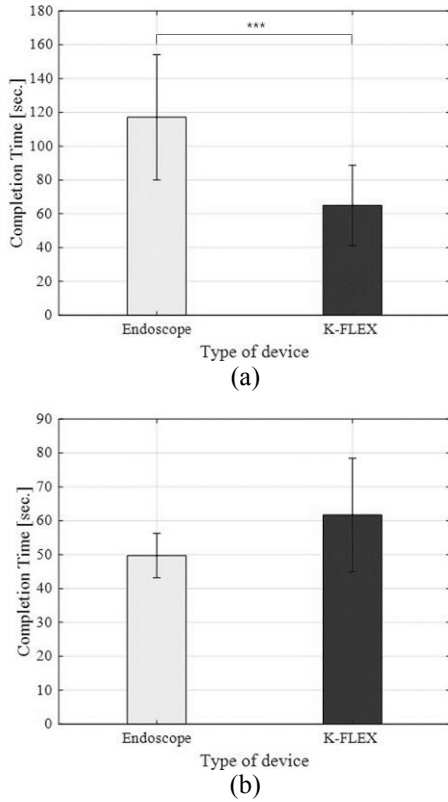 Completion Time [sec.]
180
160
140
120
100
80
60
40
20
0
***
Endoscope K-FLEX
Type of device
(a)
Completion Time [sec.]
90
80
70
60
50
40
30
20
10
0
Endoscope K-FLEX
Type of device
(b)